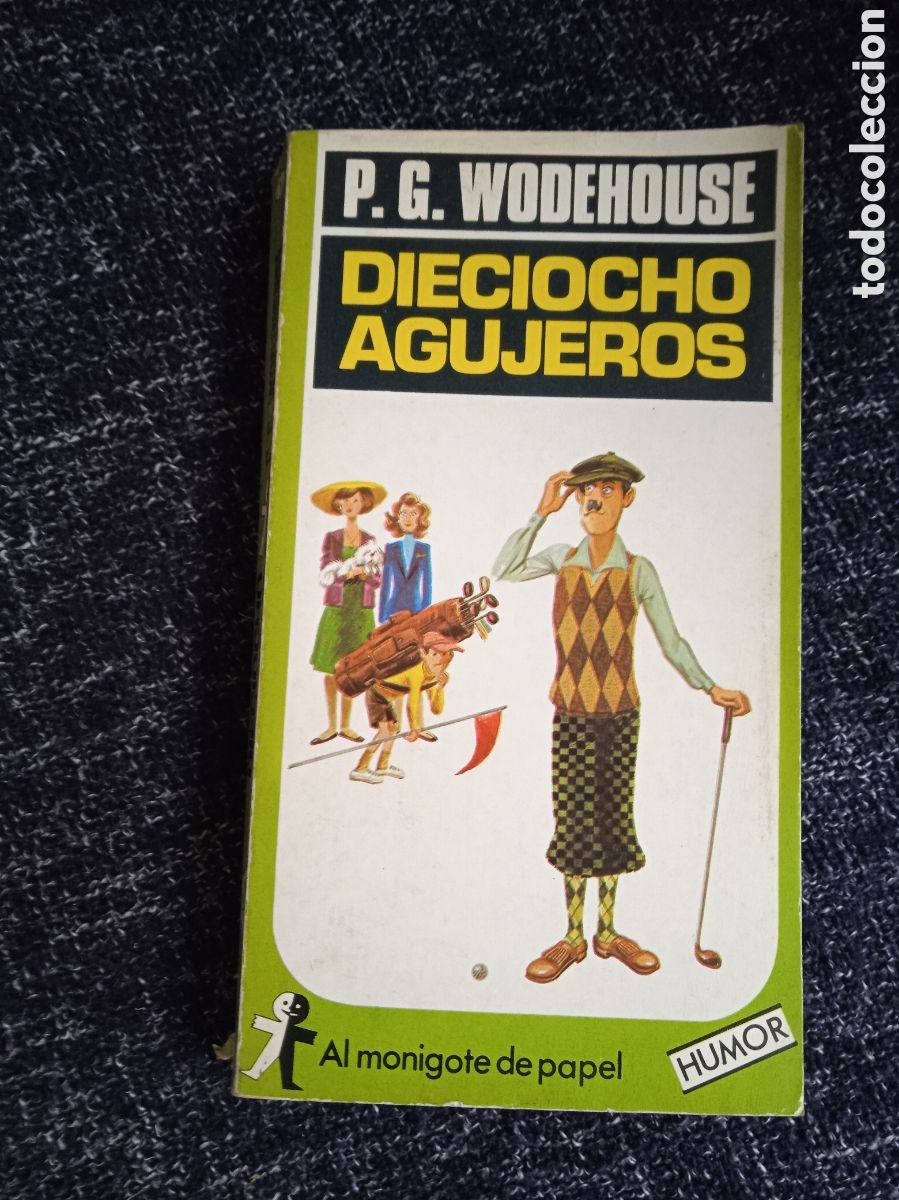 P. G. WODEHOUSE
DIECIOCHO
AGUJEROS
Al monigote de papel
HUMOR
todocoleccion